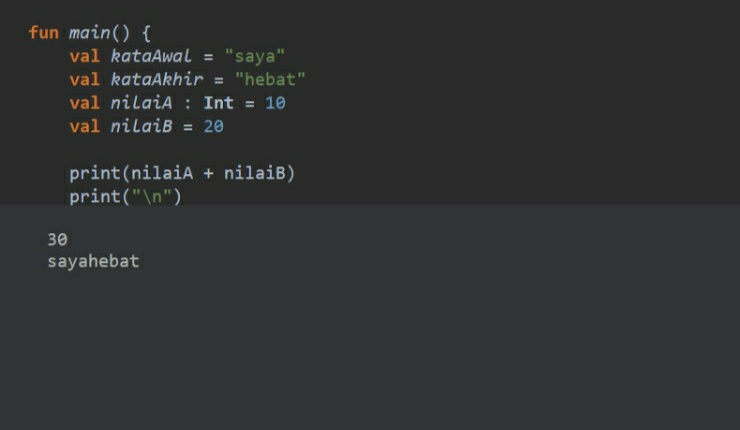 fun main() {
    val kataAwal = "saya"
    val kataAkhir = "hebat"
    val nilaiA : Int = 10
    val nilaiB = 20

    print(nilaiA + nilaiB)
    print("\n")
30
sayahebat